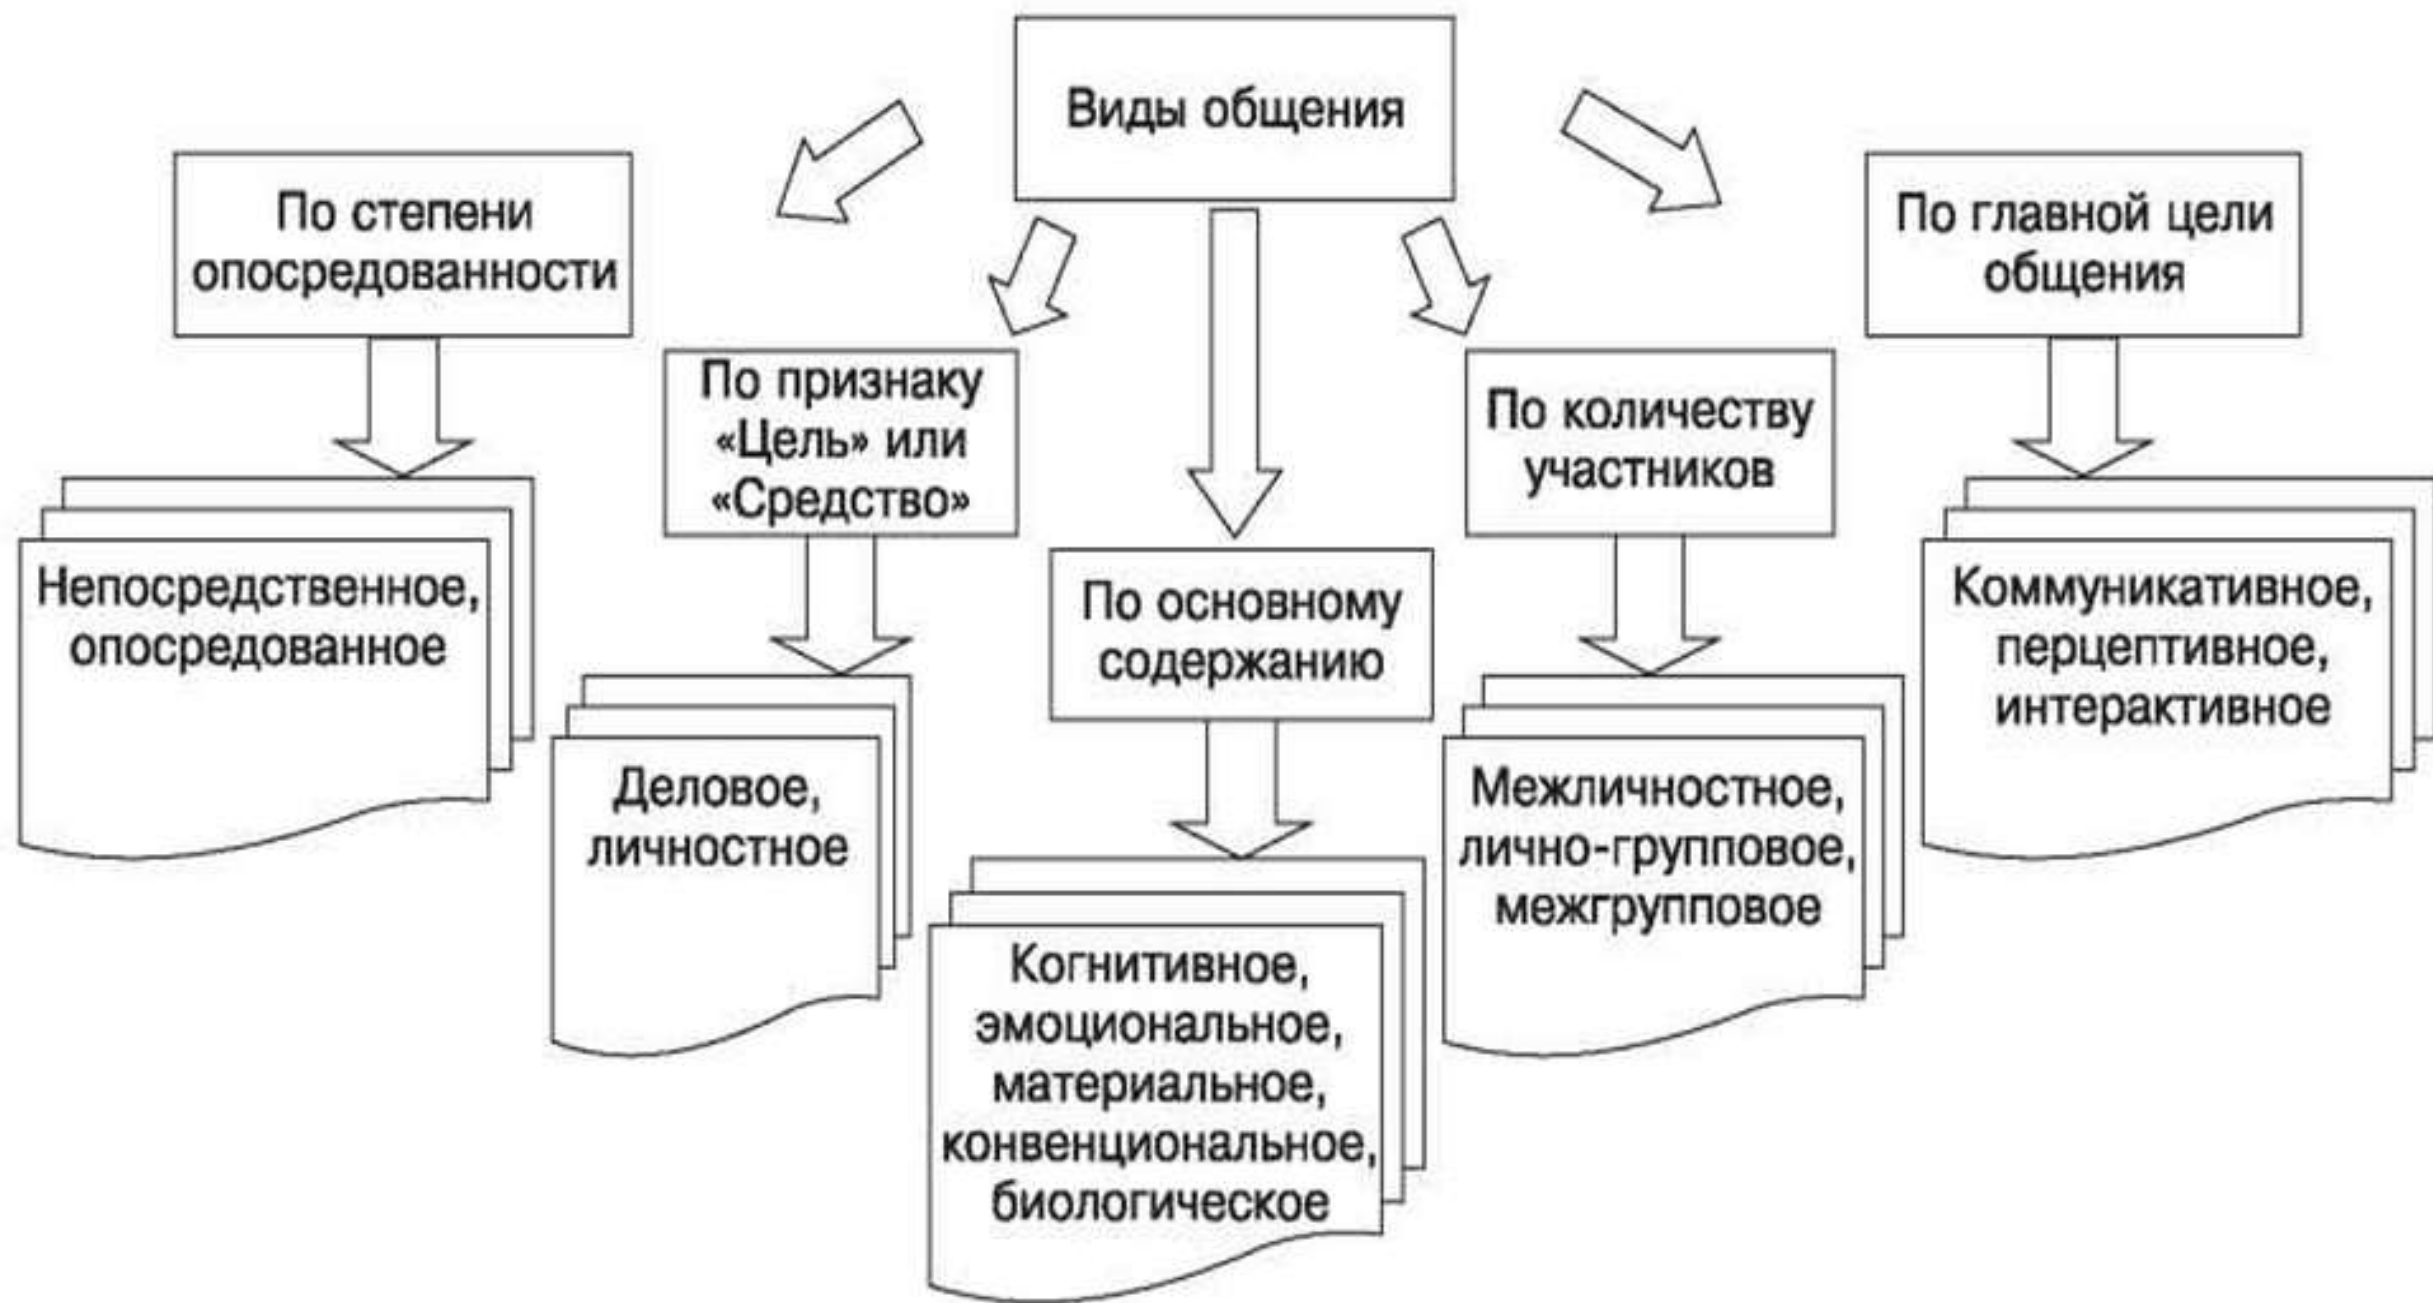 Виды общения
По степени
опосредованности
Непосредственное,
опосредованное
По признаку
«Цель» или
«Средство»
Деловое,
личностное
По основному
содержанию
Когнитивное,
эмоциональное,
материальное,
конвенциональное,
биологическое
По количеству
участников
Межличностное,
лично-групповое,
межгрупповое
По главной цели
общения
Коммуникативное,
перцептивное,
интерактивное